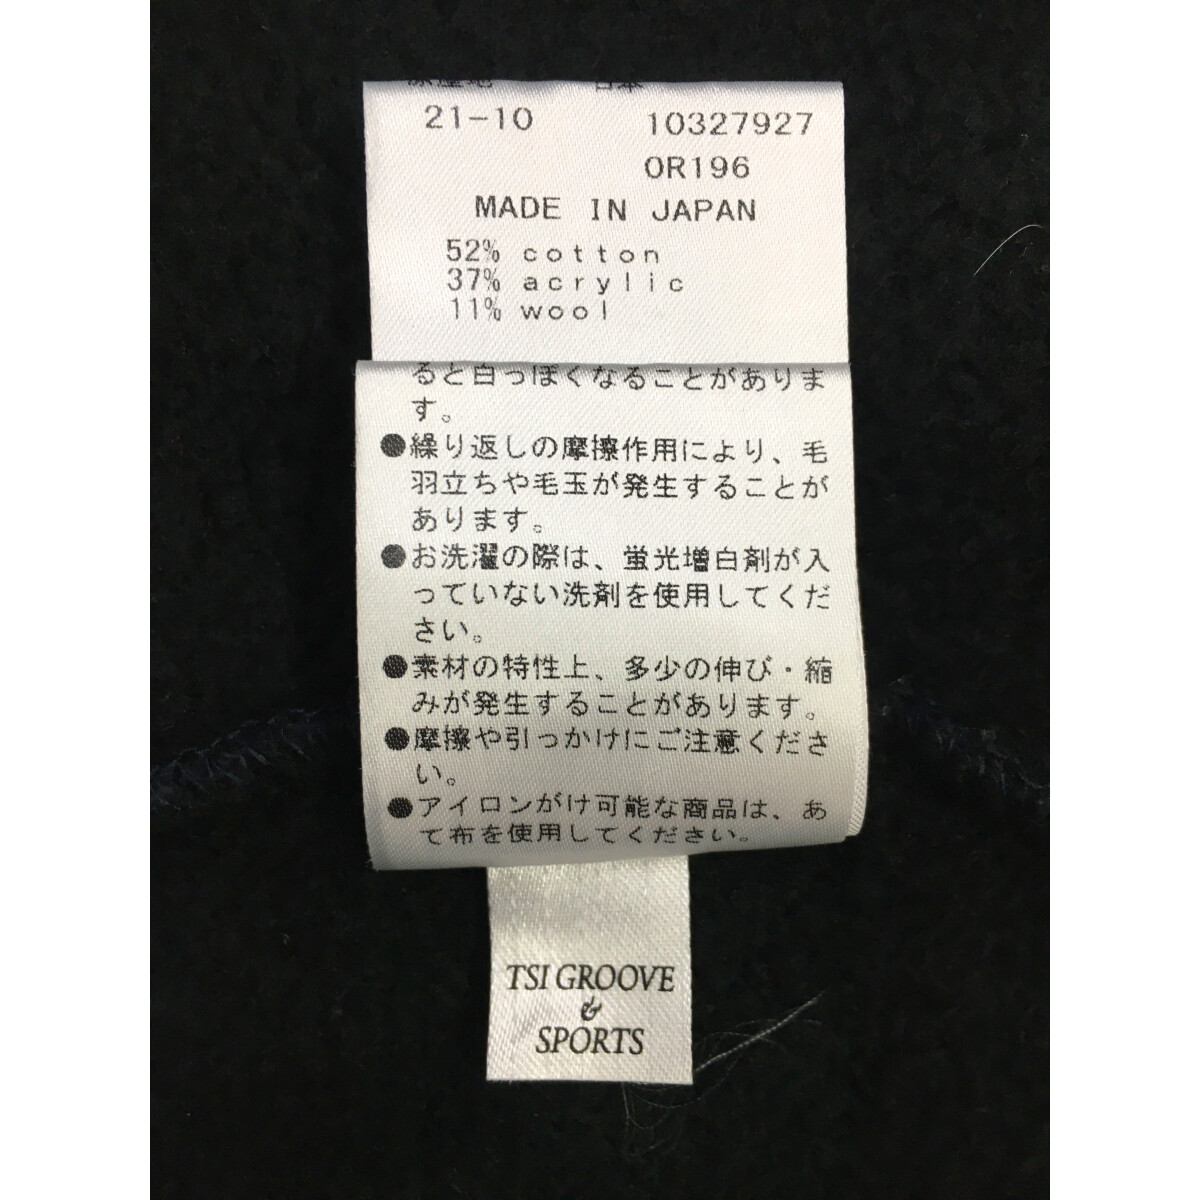 原産地 日本
21-10 10327927
0R196
MADE IN JAPAN
52% cotton
37% acrylic
11% wool
ると白っぽくなることがありま
す。
●繰り返しの摩擦作用により、毛
羽立ちや毛玉が発生することが
あります。
●お洗濯の際は、蛍光増白剤が入
っていない洗剤を使用してくだ
さい。
●素材の特性上、多少の伸び・縮
みが発生することがあります。
●摩擦や引っかけにご注意くださ
い。
●アイロンがけ可能な商品は、あ
て布を使用してください。
TSI GROOVE
&
SPORTS